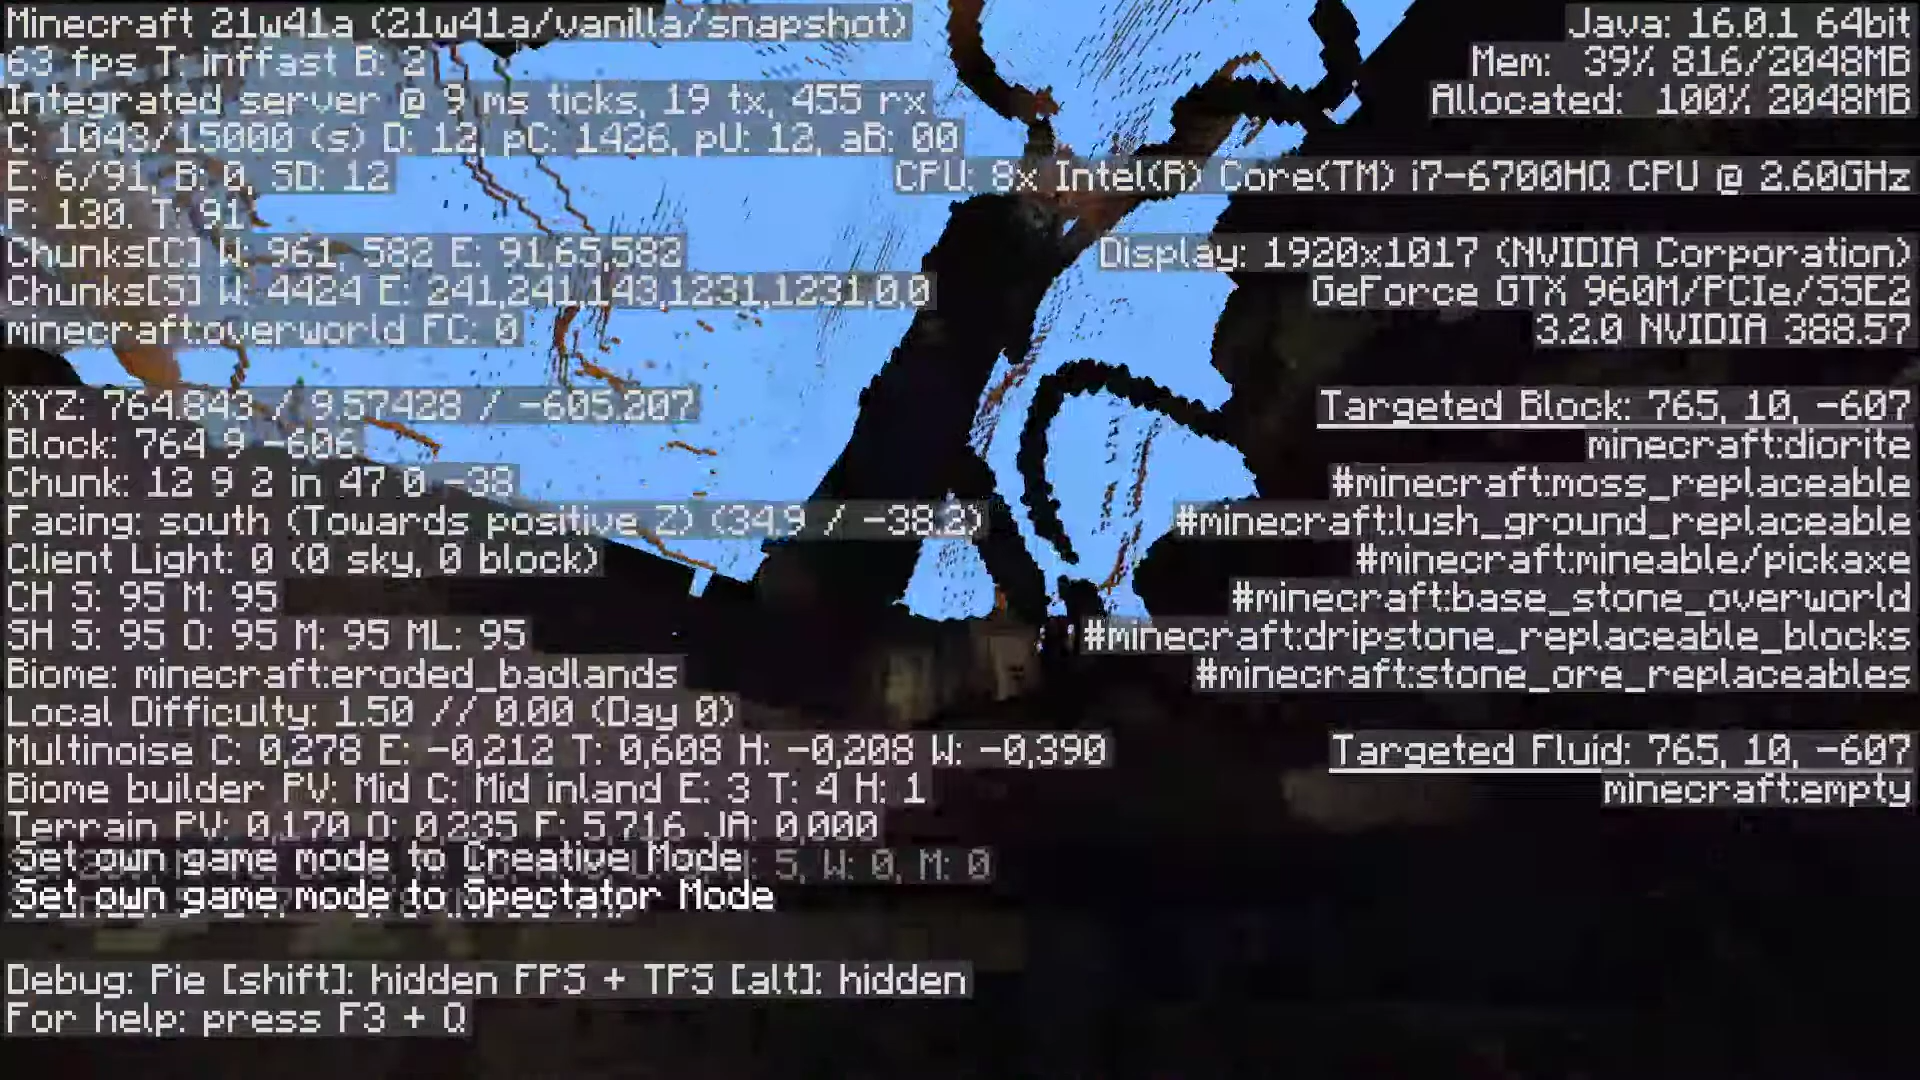 Minecraft 21w41a (21w41a/vanilla/snapshot)
63 fps T: inffast B: 2
Integrated server @ 9 ms ticks, 19 tx, 455 rx
C: 1043/15000 (s) D: 12, pC: 1426, pU: 12, aB: 00
E: 6/91, B: 0, SD: 12
P: 130. T: 91
Chunks[C] W: 961, 582 E: 91,65,582
Chunks[S] W: 4424 E: 241,241,143,1231,1231,0,0
minecraft:overworld FC: 0
XYZ: 764.843 / 9.57428 / -605.207
Block: 764 9 -606
Chunk: 12 9 2 in 47 0 -38
Facing: south (Towards positive Z) (34.9 / -38.2)
Client Light: 0 (0 sky, 0 block)
CH S: 95 M: 95
SH S: 95 O: 95 M: 95 ML: 95
Biome: minecraft:eroded_badlands
Local Difficulty: 1.50 // 0.00 (Day 0)
Multinoise C: 0,278 E: -0,212 T: 0,608 H: -0,208 W: -0,390
Biome builder PV: Mid C: Mid inland E: 3 T: 4 H: 1
Terrain PV: 0,170 O: 0,235 F: 5,716 JA: 0,000
Set own game mode to Creative Mode
5, W: 0, M: 0
Set own game mode to Spectator Mode
Debug: Pie [shift]: hidden FPS + TPS [alt]: hidden
For help: press F3 + Q
Java: 16.0.1 64bit
Mem: 39% 816/2048MB
Allocated: 100% 2048MB
CPU: 8x Intel(R) Core(TM) i7-6700HQ CPU @ 2.60GHz
Display: 1920x1017 (NVIDIA Corporation)
GeForce GTX 960M/PCIe/SSE2
3.2.0 NVIDIA 388.57
Targeted Block: 765, 10, -607
minecraft:diorite
#minecraft:moss_replaceable
#minecraft:lush_ground_replaceable
#minecraft:mineable/pickaxe
#minecraft:base_stone_overworld
#minecraft:dripstone_replaceable_blocks
#minecraft:stone_ore_replaceables
Targeted Fluid: 765, 10, -607
minecraft:empty